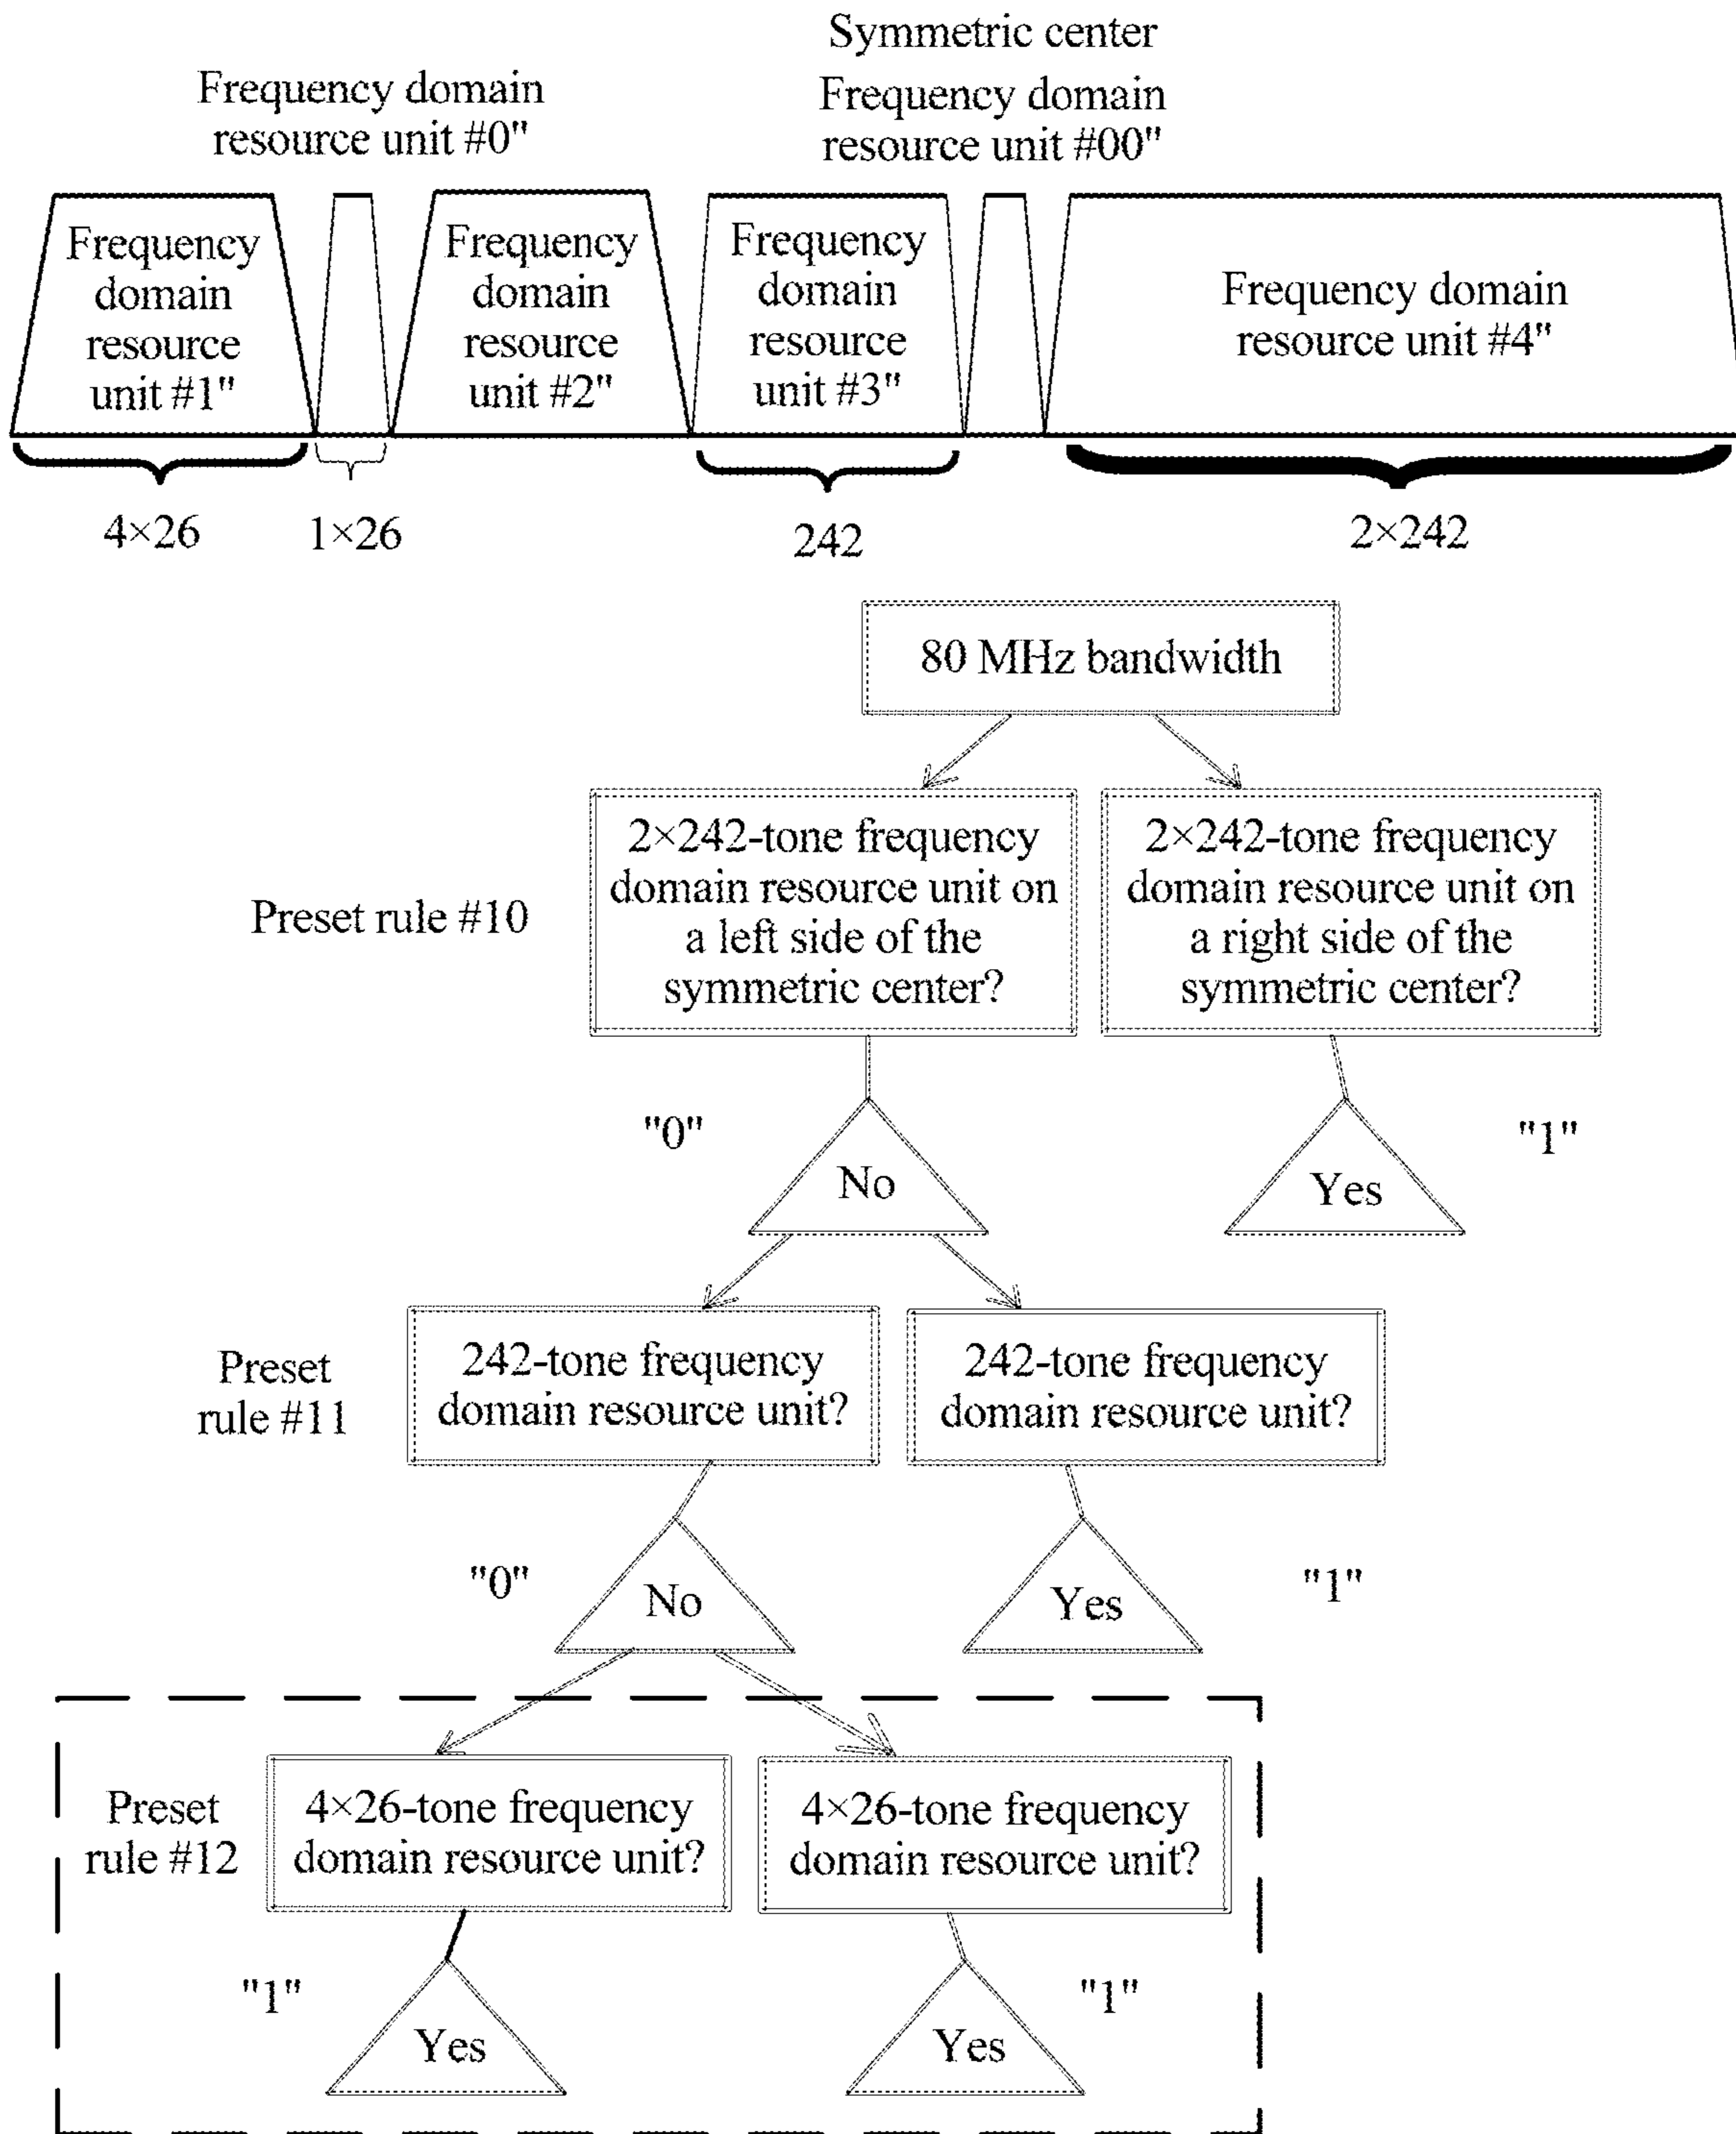 Symmetric center
Frequency domain
resource unit #0"
Frequency domain
resource unit #00"
Frequency
domain
resource
unit #1"
Frequency
domain
resource
unit #2"
Frequency
domain
resource
unit #3"
Frequency domain
resource unit #4"
4×26
1×26
242
2×242
80 MHz bandwidth
Preset rule #10
2×242-tone frequency
domain resource unit on
a left side of the
symmetric center?
2×242-tone frequency
domain resource unit on
a right side of the
symmetric center?
"0"
No
Yes
"1"
Preset
rule #11
242-tone frequency
domain resource unit?
242-tone frequency
domain resource unit?
"0"
No
Yes
"1"
Preset
rule #12
4×26-tone frequency
domain resource unit?
4×26-tone frequency
domain resource unit?
"1"
Yes
Yes
"1"